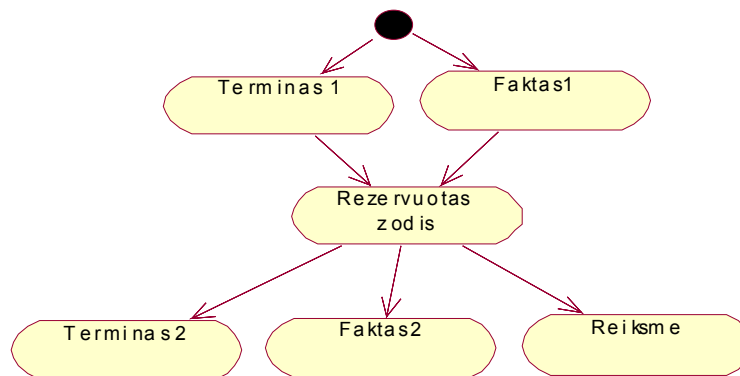 Terminas1
Faktas1
Rezervuotas
zodis
Terminas2
Faktas2
Reiksme